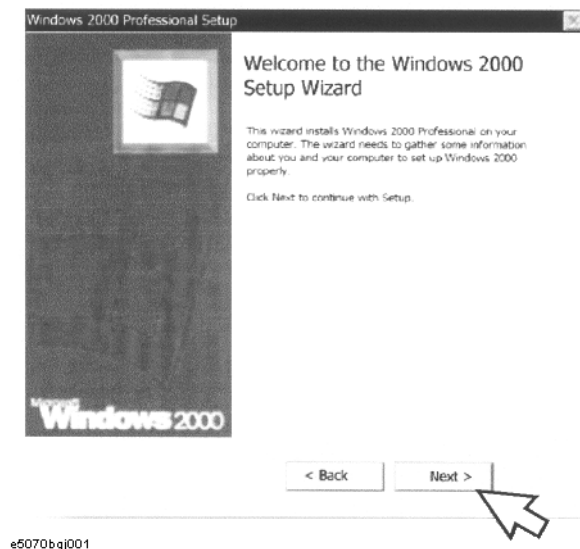 Windows 2000 Professional Setup
Welcome to the Windows 2000
Setup Wizard
This wizard installs Windows 2000 Professional on your
computer. The wizard needs to gather some information
about you and your computer to set up Windows 2000
properly.
Click Next to continue with Setup.
Microsoft
Windows 2000
< Back
Next >
e5070bqj001